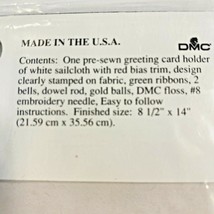 MADE IN THE U.S.A.
DMC
Contents: One pre-sewn greeting card holder
of white sailcloth with red bias trim, design
clearly stamped on fabric, green ribbons, 2
bells, dowel rod, gold balls, DMC floss, #8
embroidery needle, Easy to follow
instructions. Finished size: 8 1/2" x 14"
(21.59 cm x 35.56 cm).